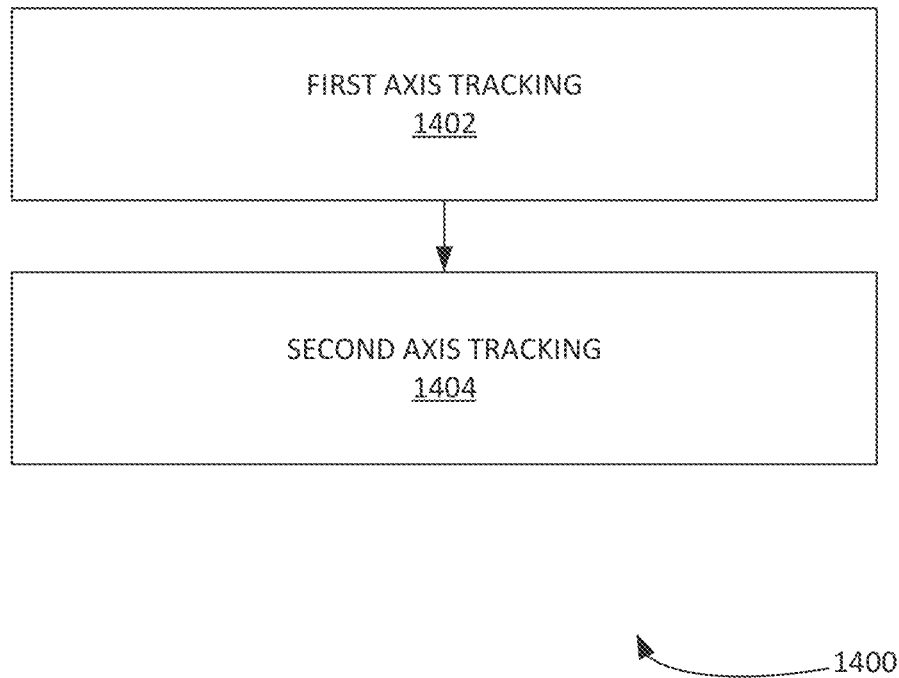 FIRST AXIS TRACKING
1402
SECOND AXIS TRACKING
1404
1400